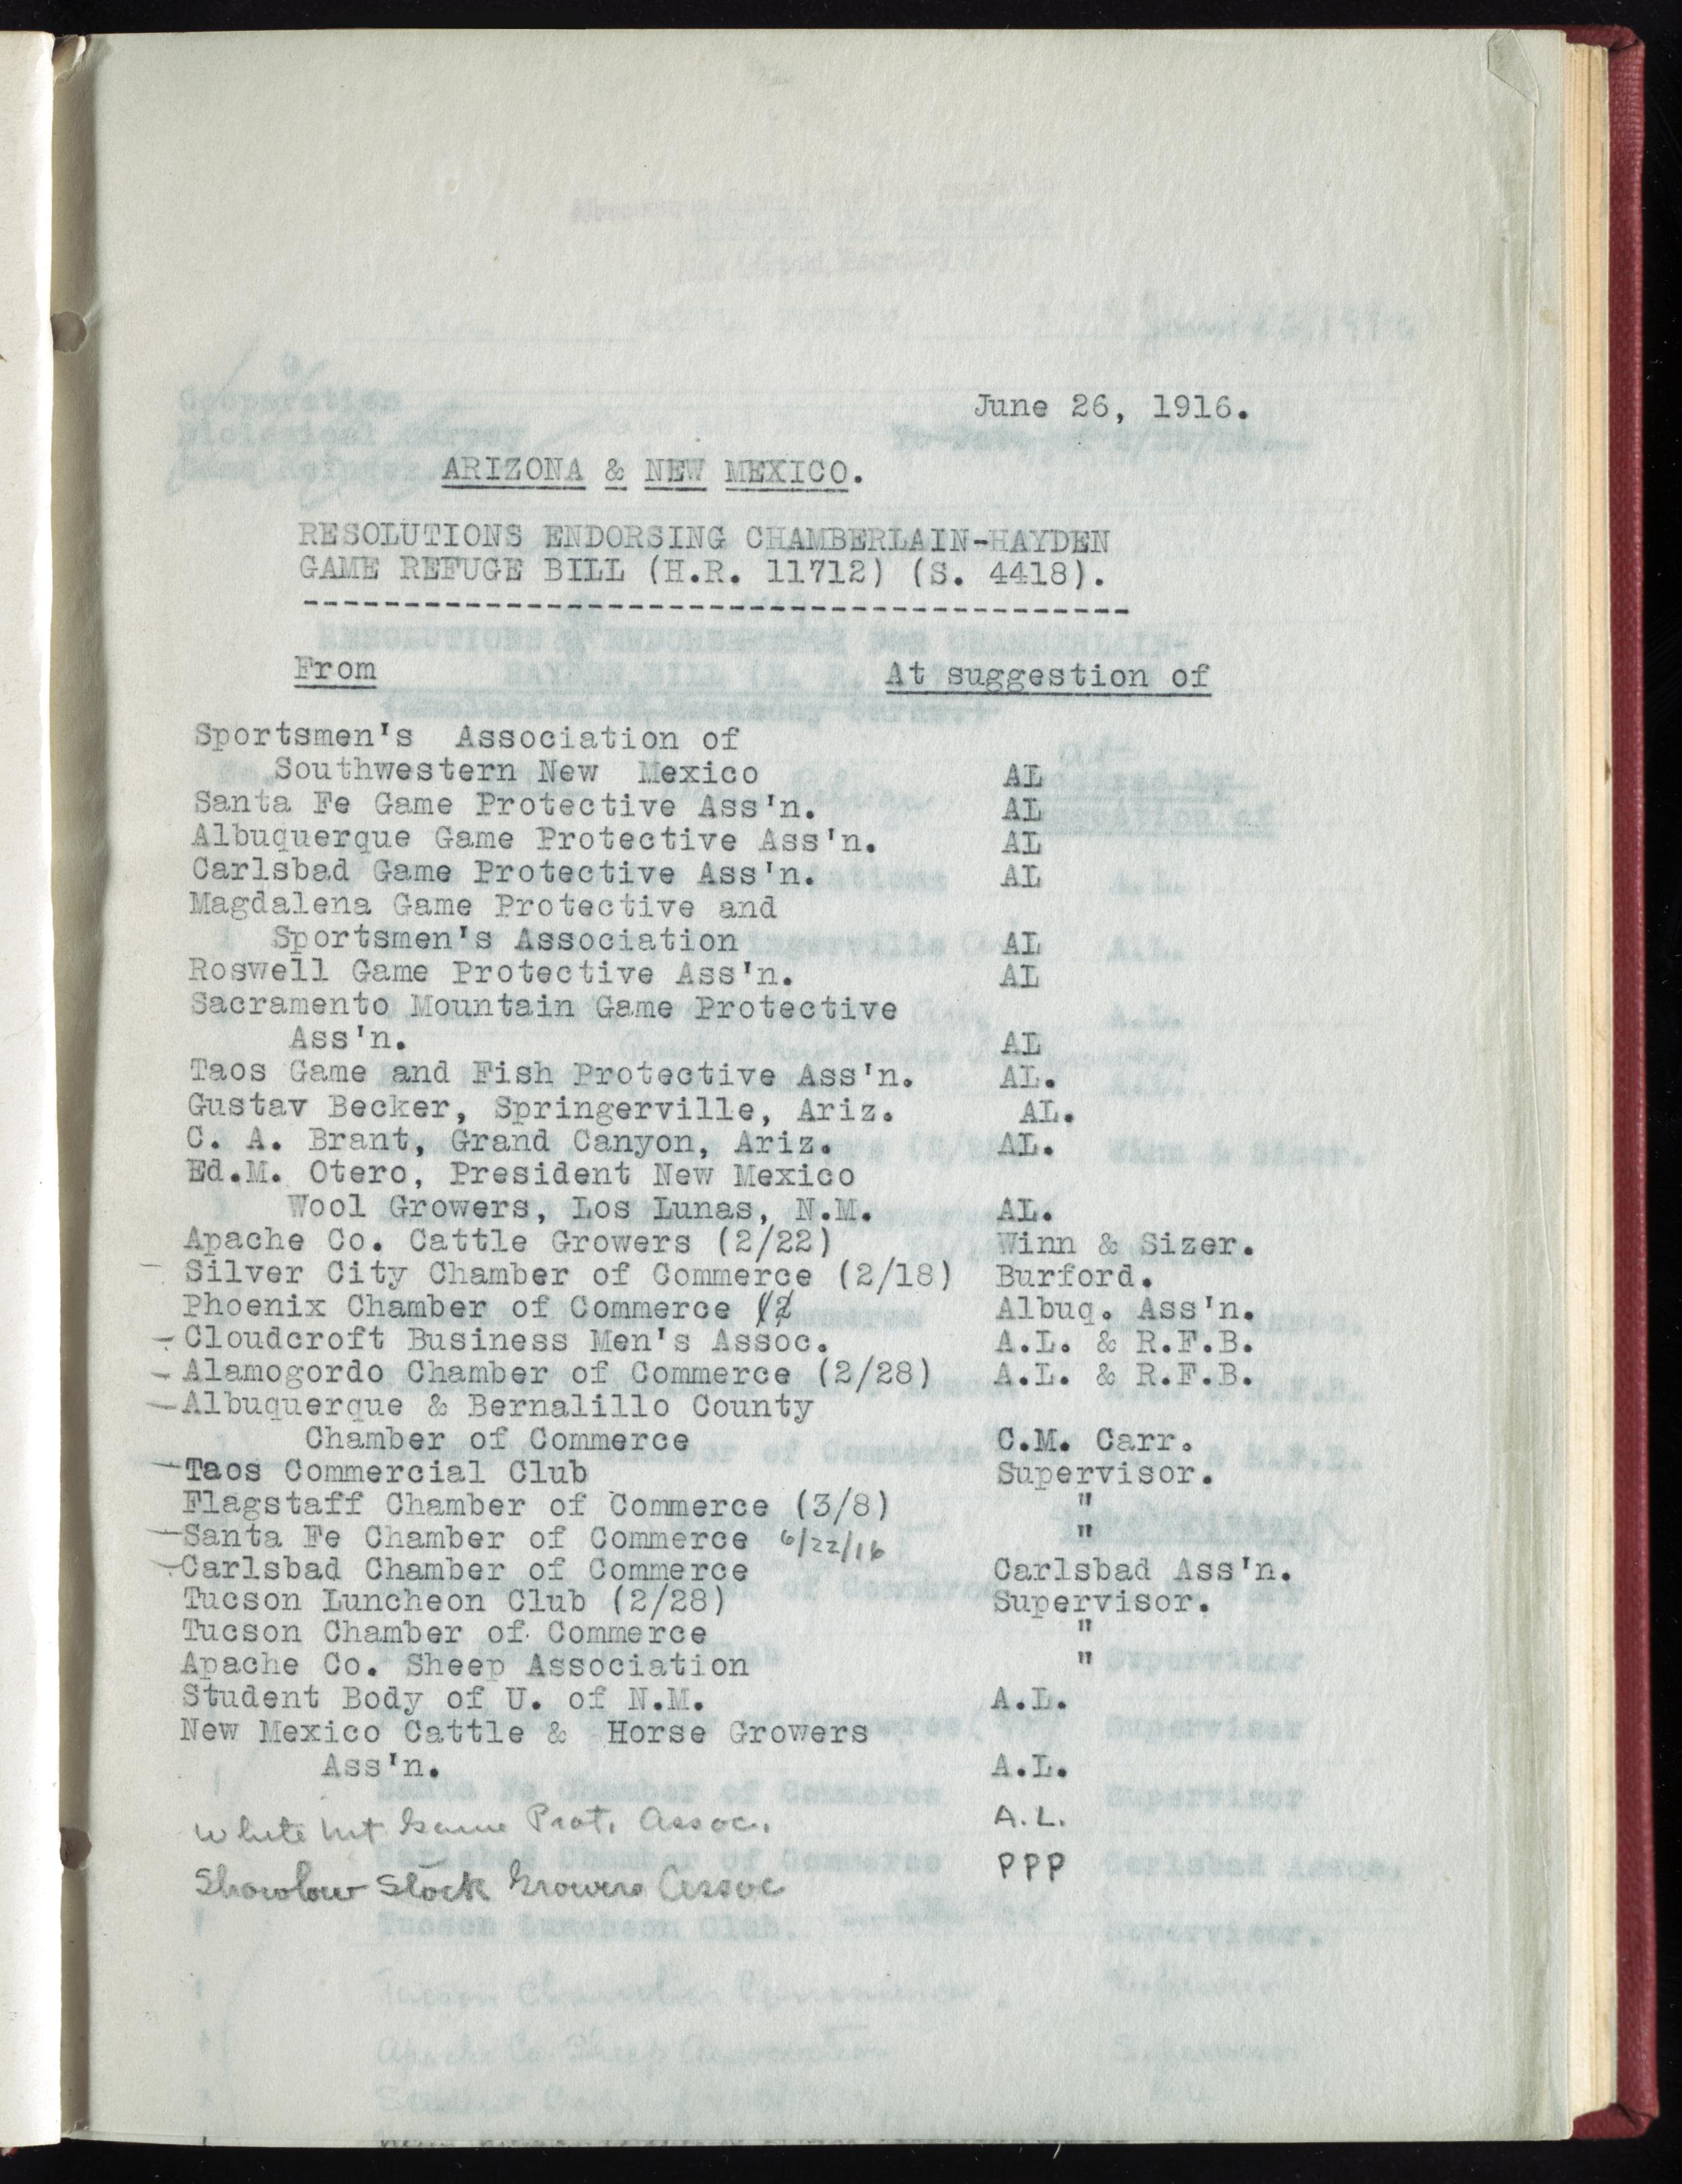 June 26, 1916.
ARIZONA & NEW MEXICO.
RESOLUTIONS ENDORSING CHAMBERLAIN-HAYDEN
GAME REFUGE BILL (H.R. 11712) (S. 4418).
-----------------------------------------
From At suggestion of
Sportsmen's Association of
Southwestern New Mexico AL
Santa Fe Game Protective Ass'n. AL
Albuquerque Game Protective Ass'n. AL
Carlsbad Game Protective Ass'n. AL
Magdalena Game Protective and
Sportsmen's Association AL
Roswell Game Protective Ass'n. AL
Sacramento Mountain Game Protective
Ass'n. AL
Taos Game and Fish Protective Ass'n. AL.
Gustav Becker, Springerville, Ariz. AL.
C. A. Brant, Grand Canyon, Ariz. AL.
Ed.M. Otero, President New Mexico
Wool Growers, Los Lunas, N.M. AL.
Apache Co. Cattle Growers (2/22) Winn & Sizer.
Silver City Chamber of Commerce (2/18) Burford.
Phoenix Chamber of Commerce Albuq. Ass'n.
Cloudcroft Business Men's Assoc. A.L. & R.F.B.
Alamogordo Chamber of Commerce (2/28) A.L. & R.F.B.
Albuquerque & Bernalillo County
Chamber of Commerce C.M. Carr.
Taos Commercial Club Supervisor.
Flagstaff Chamber of Commerce (3/8) "
Santa Fe Chamber of Commerce 6/22/16 "
Carlsbad Chamber of Commerce Carlsbad Ass'n.
Tucson Luncheon Club (2/28) Supervisor.
Tucson Chamber of Commerce "
Apache Co. Sheep Association "
Student Body of U. of N.M. A.L.
New Mexico Cattle & Horse Growers
Ass'n. A.L.
White Mt Game Prot. Assoc. A.L.
Showlow Stock Growers Assoc PPP